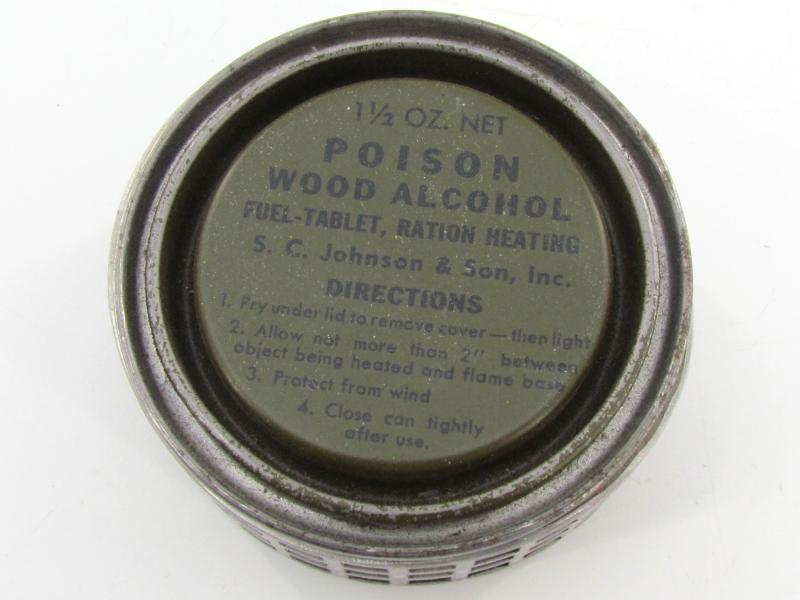 1½ OZ. NET
POISON
WOOD ALCOHOL
FUEL-TABLET, RATION HEATING
S. C. Johnson & Son, Inc.
DIRECTIONS
1. Pry under lid to remove cover — then light
2. Allow not more than 2" between
object being heated and flame base
3. Protect from wind
4. Close can tightly
after use.